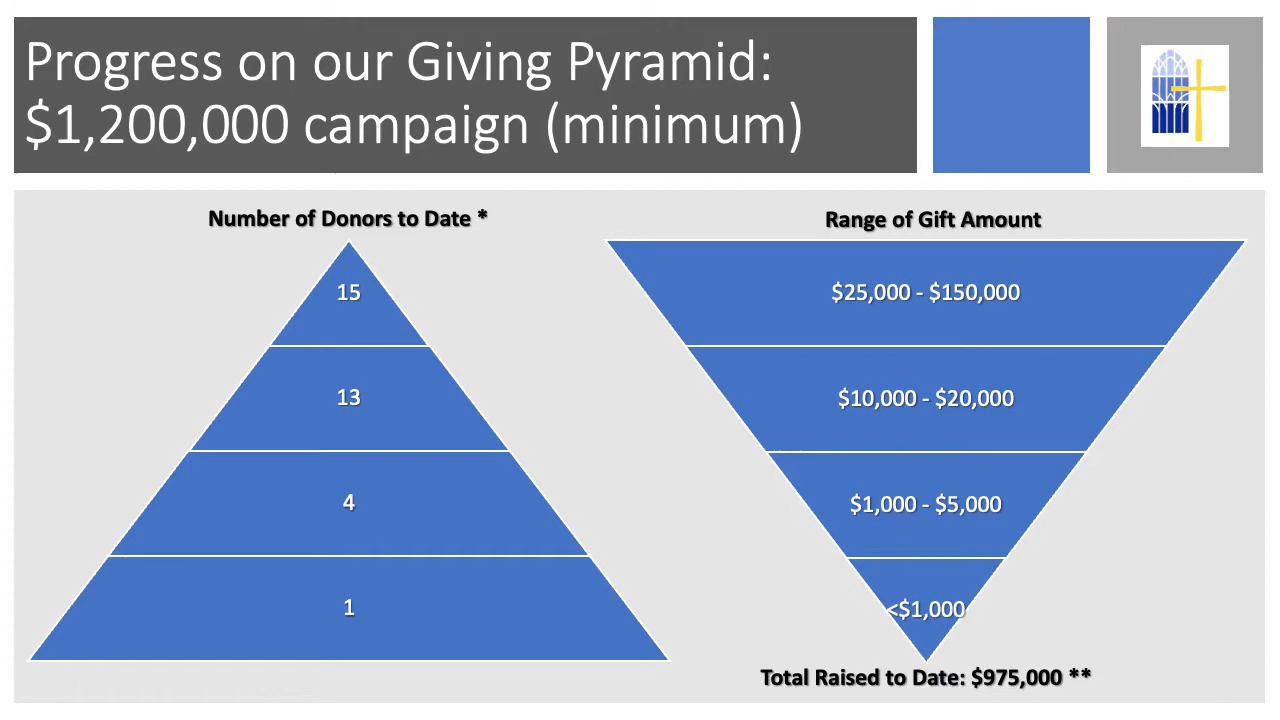 Progress on our Giving Pyramid:
$1,200,000 campaign (minimum)
Number of Donors to Date *
15
13
4
1
Range of Gift Amount
$25,000 - $150,000
$10,000 - $20,000
$1,000 - $5,000
<$1,000
Total Raised to Date: $975,000 **